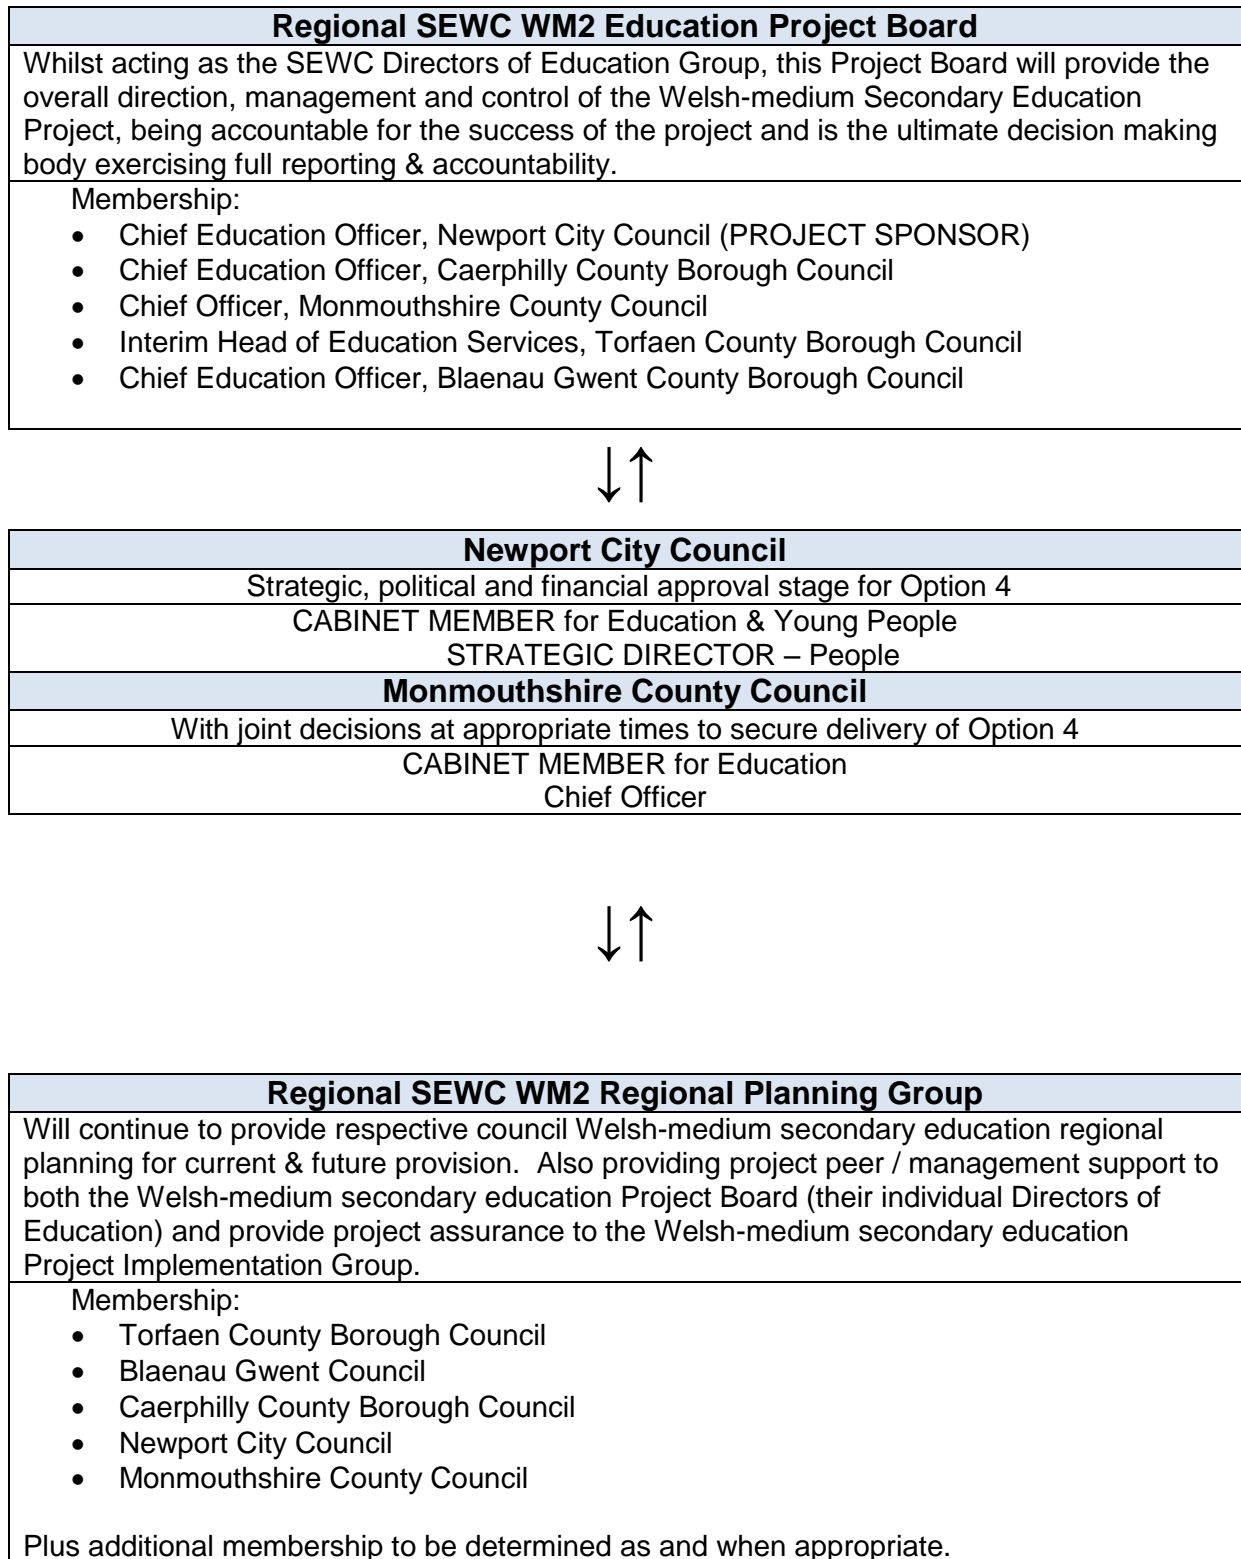 Regional SEWC WM2 Education Project Board
Whilst acting as the SEWC Directors of Education Group, this Project Board will provide the
overall direction, management and control of the Welsh-medium Secondary Education
Project, being accountable for the success of the project and is the ultimate decision making
body exercising full reporting & accountability.
Membership:
• Chief Education Officer, Newport City Council (PROJECT SPONSOR)
• Chief Education Officer, Caerphilly County Borough Council
• Chief Officer, Monmouthshire County Council
• Interim Head of Education Services, Torfaen County Borough Council
• Chief Education Officer, Blaenau Gwent County Borough Council
↓↑
Newport City Council
Strategic, political and financial approval stage for Option 4
CABINET MEMBER for Education & Young People
STRATEGIC DIRECTOR – People
Monmouthshire County Council
With joint decisions at appropriate times to secure delivery of Option 4
CABINET MEMBER for Education
Chief Officer
↓↑
Regional SEWC WM2 Regional Planning Group
Will continue to provide respective council Welsh-medium secondary education regional
planning for current & future provision.  Also providing project peer / management support to
both the Welsh-medium secondary education Project Board (their individual Directors of
Education) and provide project assurance to the Welsh-medium secondary education
Project Implementation Group.
Membership:
• Torfaen County Borough Council
• Blaenau Gwent Council
• Caerphilly County Borough Council
• Newport City Council
• Monmouthshire County Council
Plus additional membership to be determined as and when appropriate.